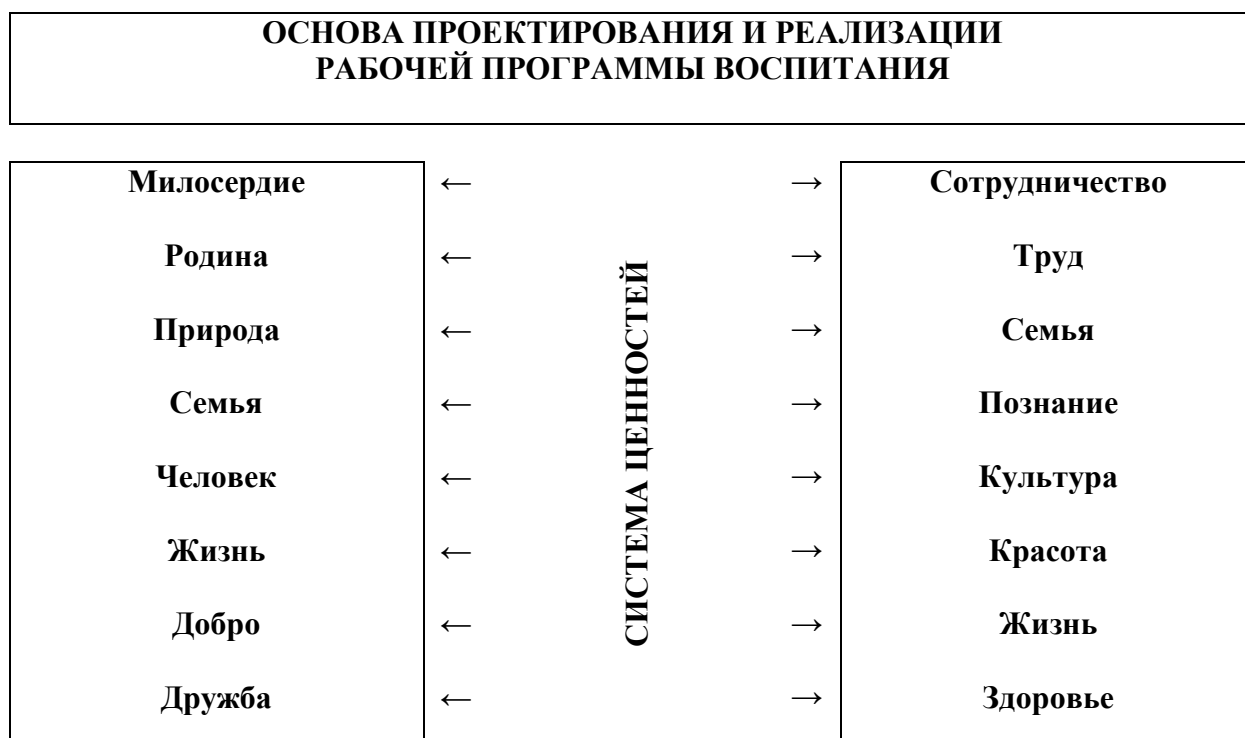 ОСНОВА ПРОЕКТИРОВАНИЯ И РЕАЛИЗАЦИИ
РАБОЧЕЙ ПРОГРАММЫ ВОСПИТАНИЯ
Милосердие ← → Сотрудничество
Родина ← → Труд
Природа ← → Семья
Семья ← → Познание
Человек ← → Культура
Жизнь ← → Красота
Добро ← → Жизнь
Дружба ← → Здоровье
СИСТЕМА ЦЕННОСТЕЙ